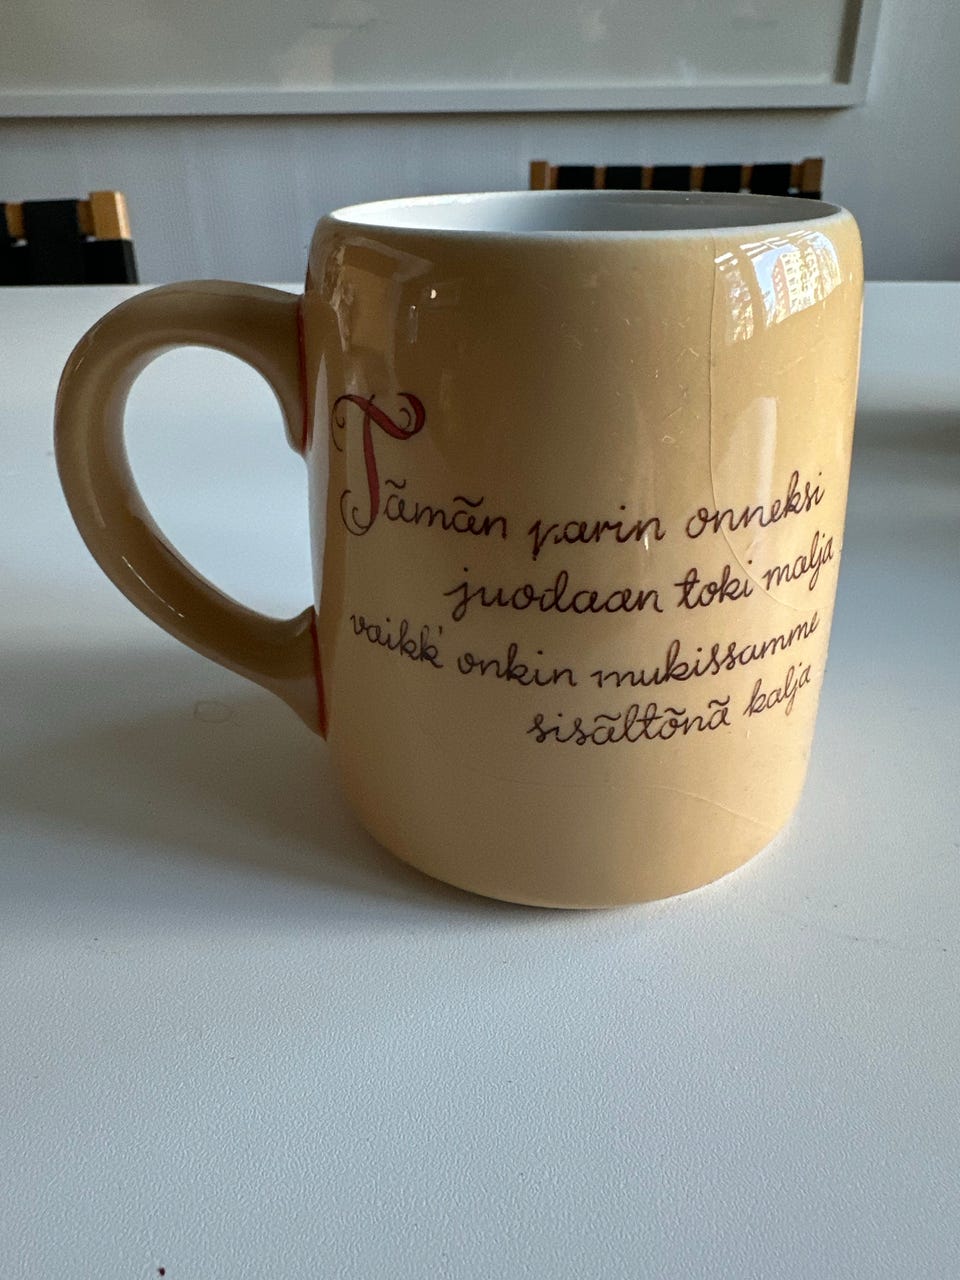 Tämän parin onneksi
juodaan toki malja
vaikk' onkin mukissamme
sisältönä kalja